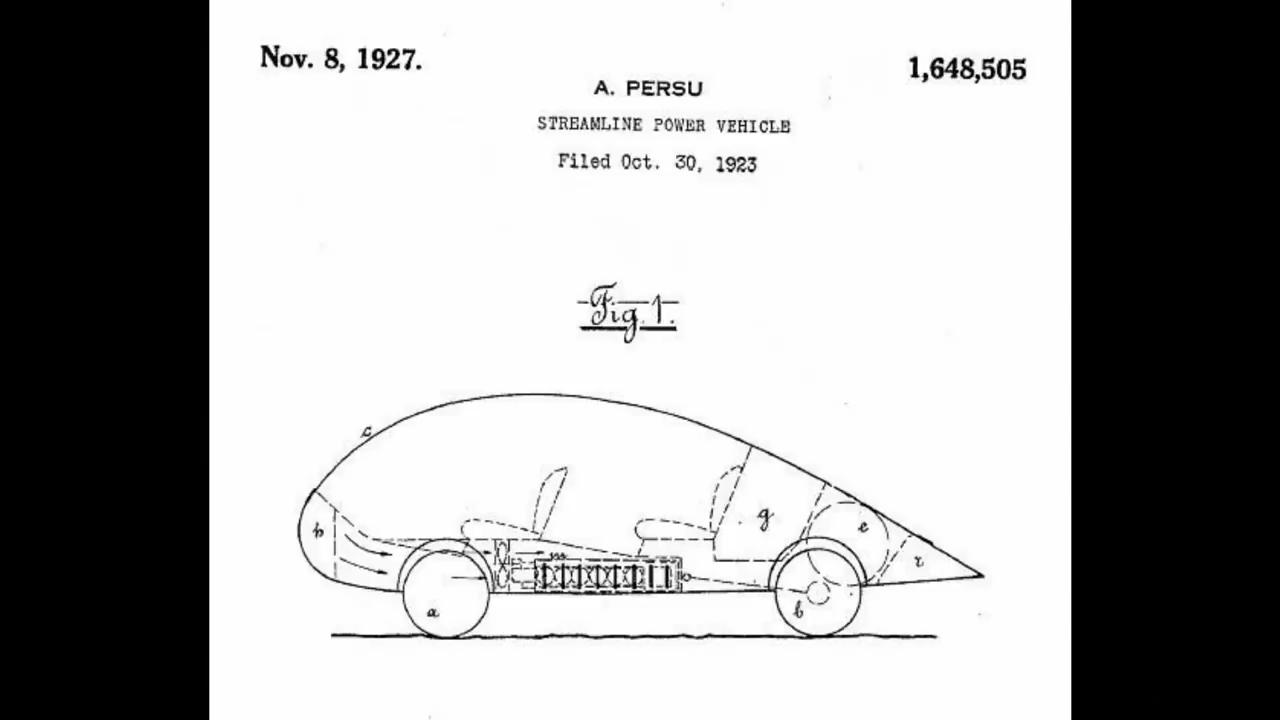 Nov. 8, 1927.
1,648,505
A. PERSU
STREAMLINE POWER VEHICLE
Filed Oct. 30, 1923
Fig. 1.
c
h
g
e
r
m
a
b